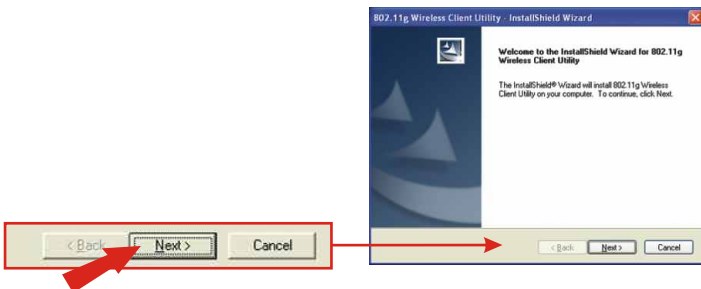 802.11g Wireless Client Utility - InstallShield Wizard
Welcome to the InstallShield Wizard for 802.11g
Wireless Client Utility
The InstallShield® Wizard will install 802.11g Wireless
Client Utility on your computer. To continue, click Next.
< Back Next > Cancel
< Back Next > Cancel